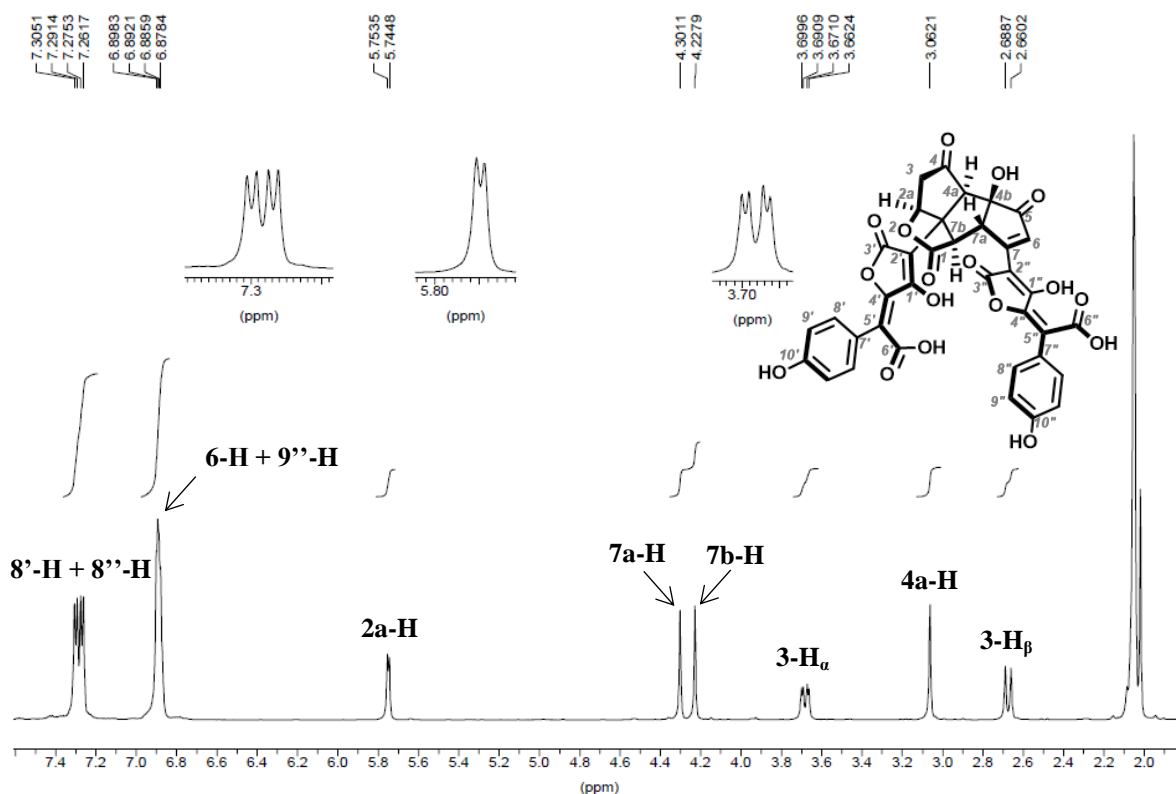 7.3051
7.2914
7.2753
7.2617
6.8983
6.8921
6.8859
6.8784
5.7535
5.7448
4.3011
4.2279
3.6996
3.6909
3.6710
3.6624
3.0621
2.6887
2.6602
7.3
(ppm)
5.80
(ppm)
3.70
(ppm)
O
4
3
H
OH
2a
4a
4b
O
H
H
5
2
O
7b
7a
6
O
3'
2'
1
H
7
O
O
2''
O
1'
OH
3''
1''
OH
O
4'
8'
O
4''
6''
9'
5'
5''
OH
7'
6'
OH
7''
10'
O
8''
HO
9''
10''
HO
6-H + 9’’-H
8’-H + 8’’-H
2a-H
7a-H
7b-H
3-Hα
4a-H
3-Hβ
7.4 7.2 7.0 6.8 6.6 6.4 6.2 6.0 5.8 5.6 5.4 5.2 5.0 4.8 4.6 4.4 4.2 4.0 3.8 3.6 3.4 3.2 3.0 2.8 2.6 2.4 2.2 2.0
(ppm)